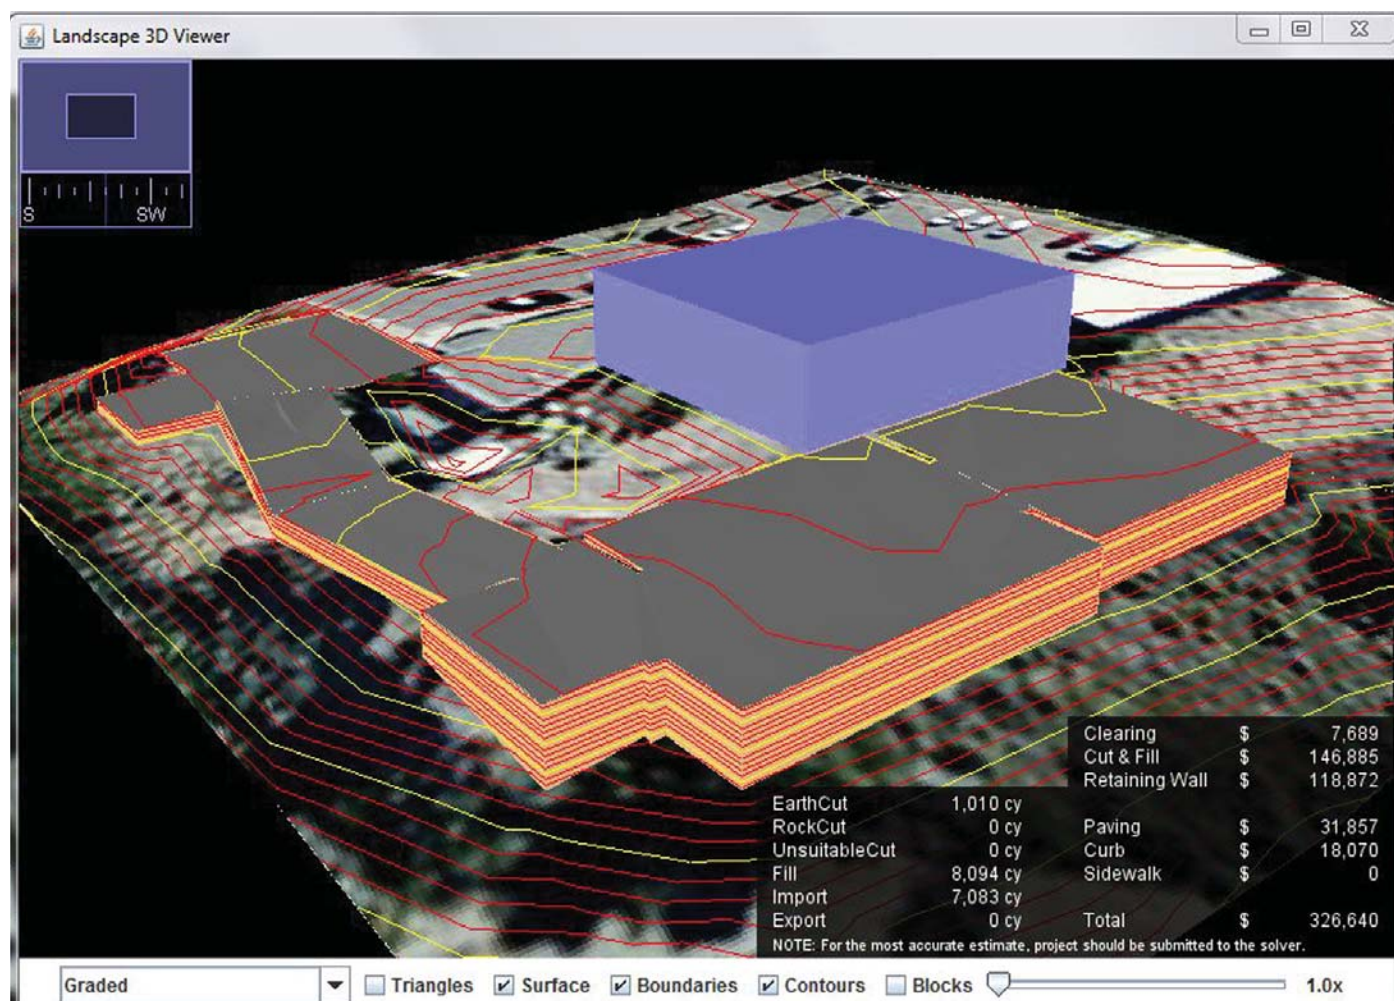 Landscape 3D Viewer
S SW
Clearing $ 7,689
Cut & Fill $ 146,885
Retaining Wall $ 118,872
EarthCut 1,010 cy
RockCut 0 cy Paving $ 31,857
UnsuitableCut 0 cy Curb $ 18,070
Fill 8,094 cy Sidewalk $ 0
Import 7,083 cy
Export 0 cy Total $ 326,640
NOTE: For the most accurate estimate, project should be submitted to the solver.
Graded Triangles Surface Boundaries Contours Blocks 1.0x